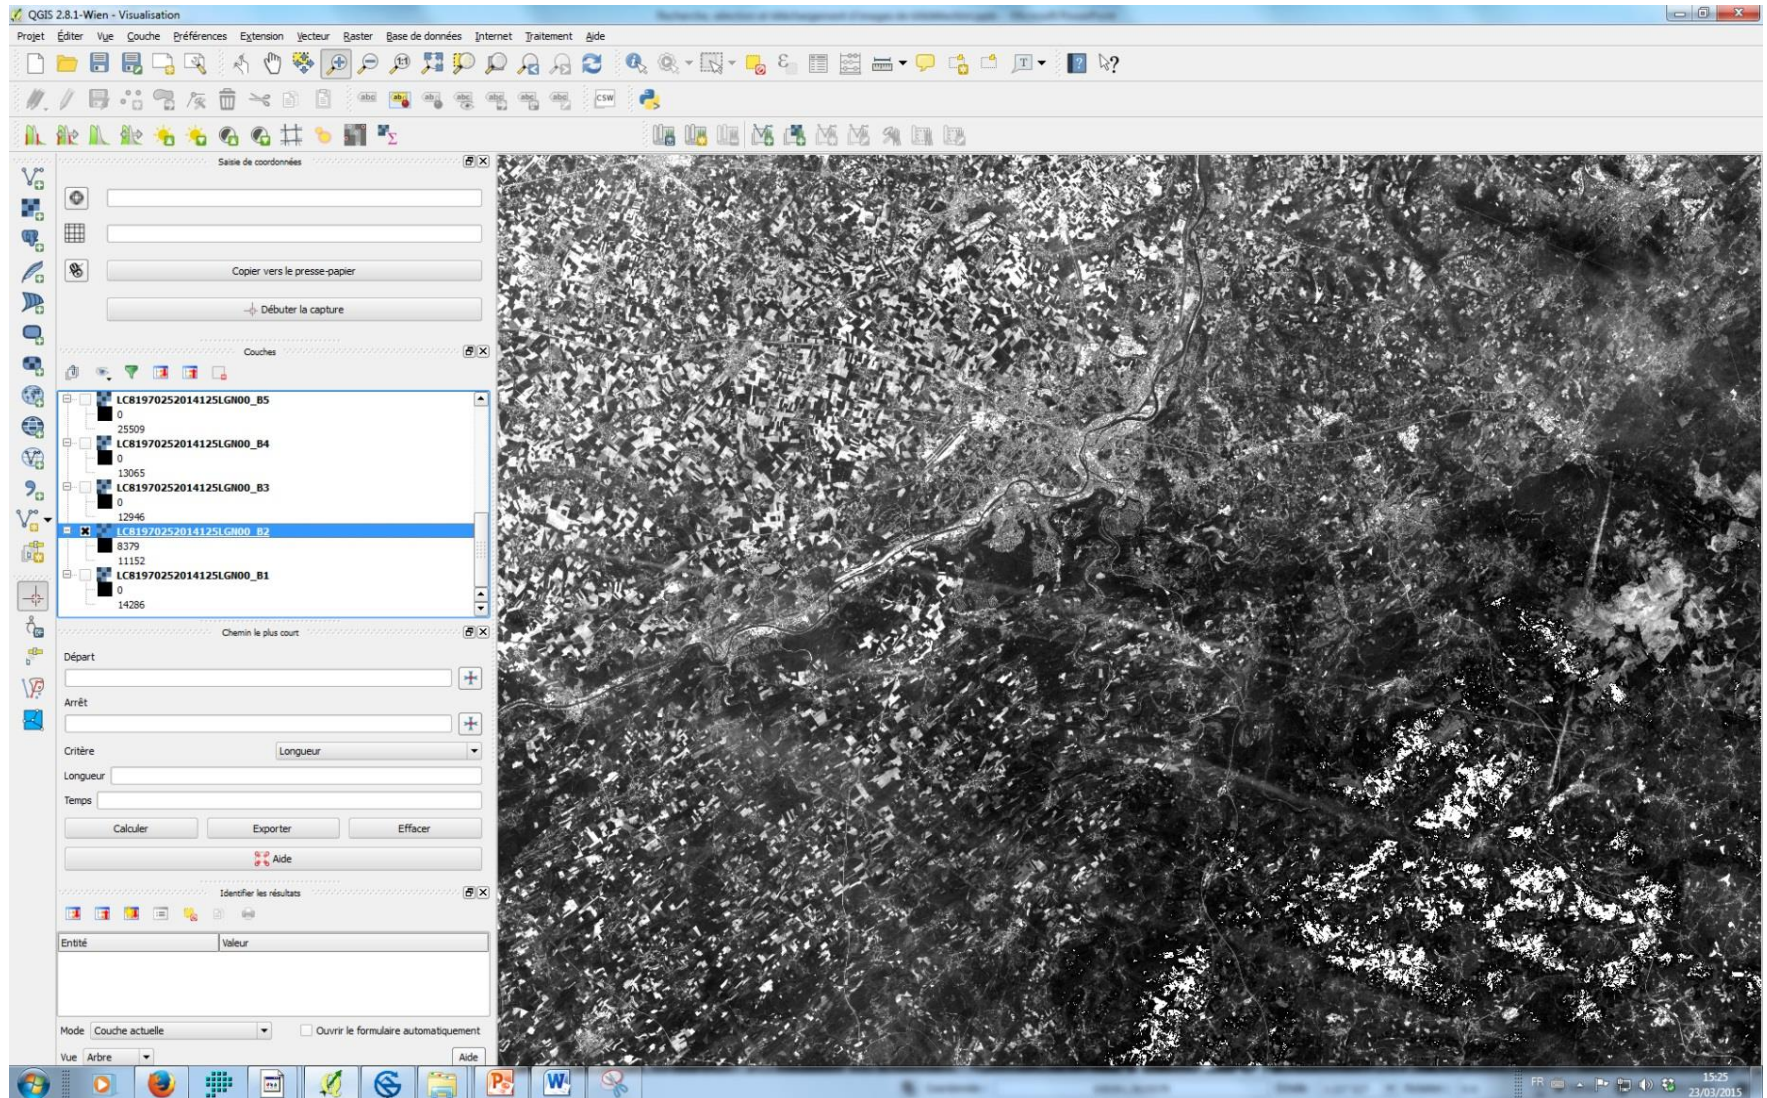 QGIS 2.8.1-Wien - Visualisation
Projet Éditer Vue Couche Préférences Extension Vecteur Raster Base de données Internet Traitement Aide
CSW
Saisie de coordonnées
Copier vers le presse-papier
Débuter la capture
Couches
LC81970252014125LGN00_B5
0
25509
LC81970252014125LGN00_B4
0
13065
LC81970252014125LGN00_B3
0
12946
LC81970252014125LGN00_B2
8379
11152
LC81970252014125LGN00_B1
0
14286
Chemin le plus court
Départ
Arrêt
Critère Longueur
Longueur
Temps
Calculer Exporter Effacer
Aide
Identifier les résultats
Entité Valeur
Mode Couche actuelle Ouvrir le formulaire automatiquement
Vue Arbre Aide
FR 15:25
23/03/2015